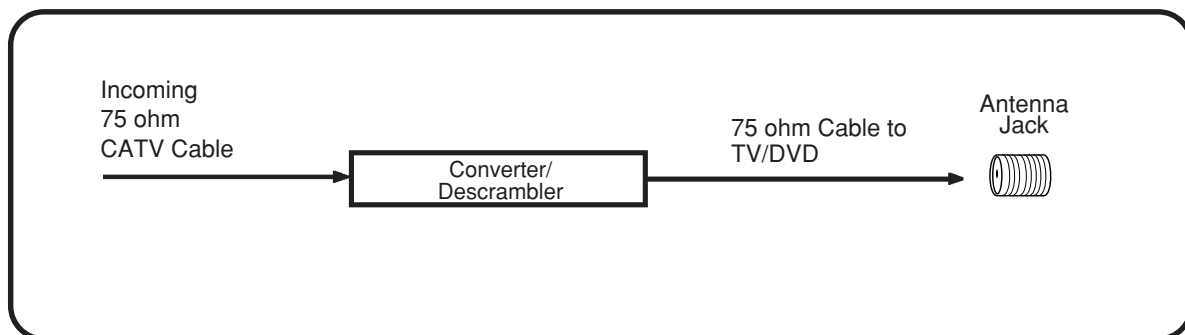 Incoming
75 ohm
CATV Cable
Converter/
Descrambler
75 ohm Cable to
TV/DVD
Antenna
Jack